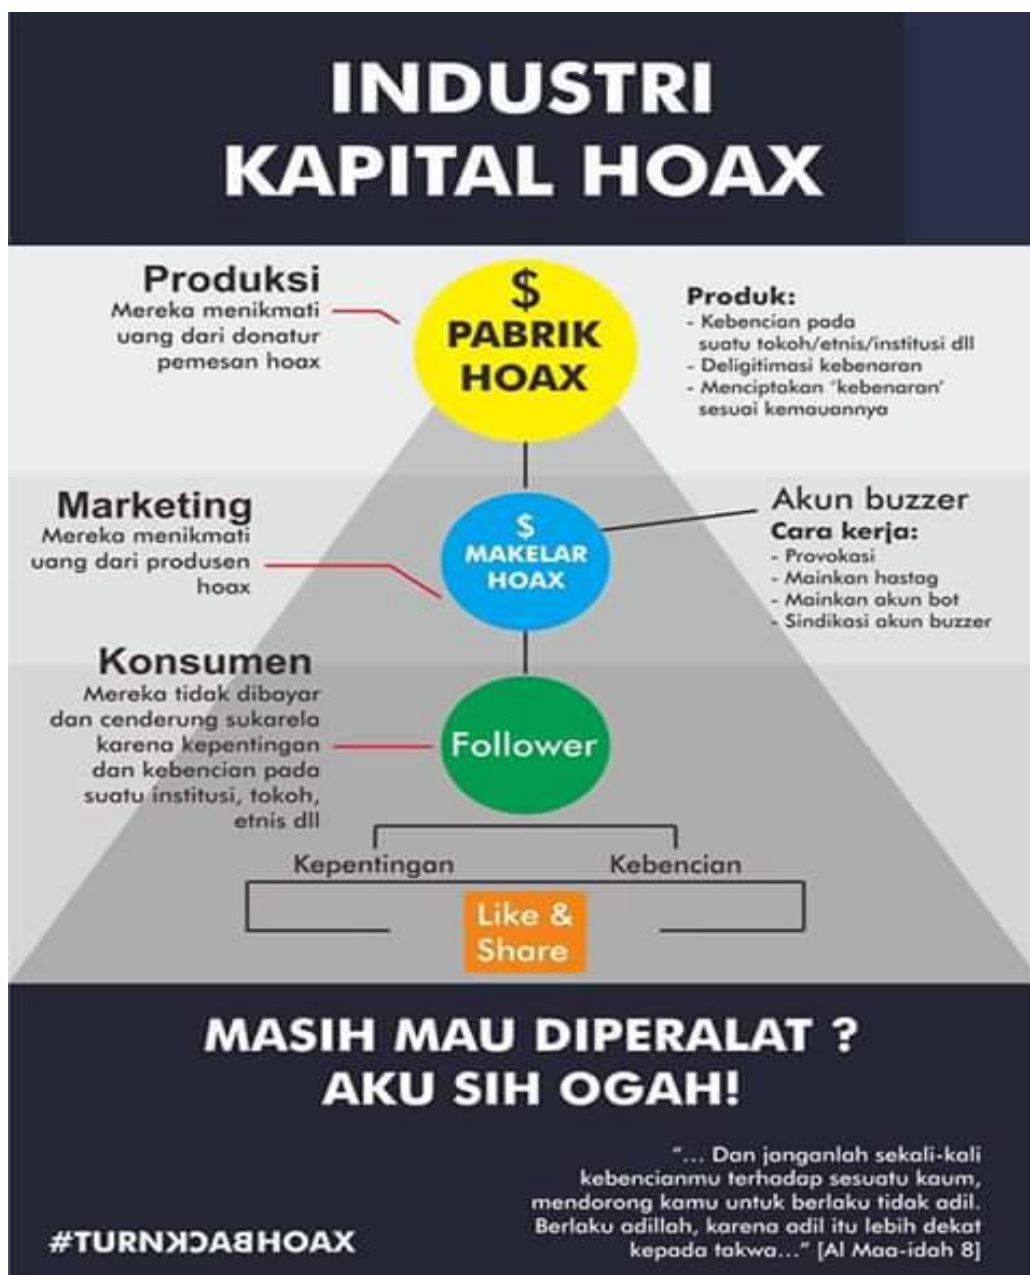 INDUSTRI
KAPITAL HOAX
Produksi
Mereka menikmati
uang dari donatur
pemesan hoax
$
PABRIK
HOAX
Produk:
- Kebencian pada
suatu tokoh/etnis/institusi dll
- Deligitimasi kebenaran
- Menciptakan 'kebenaran'
sesuai kemauannya
Marketing
Mereka menikmati
uang dari produsen
hoax
$
MAKELAR
HOAX
Akun buzzer
Cara kerja:
- Provokasi
- Mainkan hastag
- Mainkan akun bot
- Sindikasi akun buzzer
Konsumen
Mereka tidak dibayar
dan cenderung sukarela
karena kepentingan
dan kebencian pada
suatu institusi, tokoh,
etnis dll
Follower
Kepentingan
Kebencian
Like &
Share
MASIH MAU DIPERALAT ?
AKU SIH OGAH!
"... Dan janganlah sekali-kali
kebencianmu terhadap sesuatu kaum,
mendorong kamu untuk berlaku tidak adil.
Berlaku adillah, karena adil itu lebih dekat
kepada takwa..." [Al Maa-idah 8]
#TURNBACKHOAX